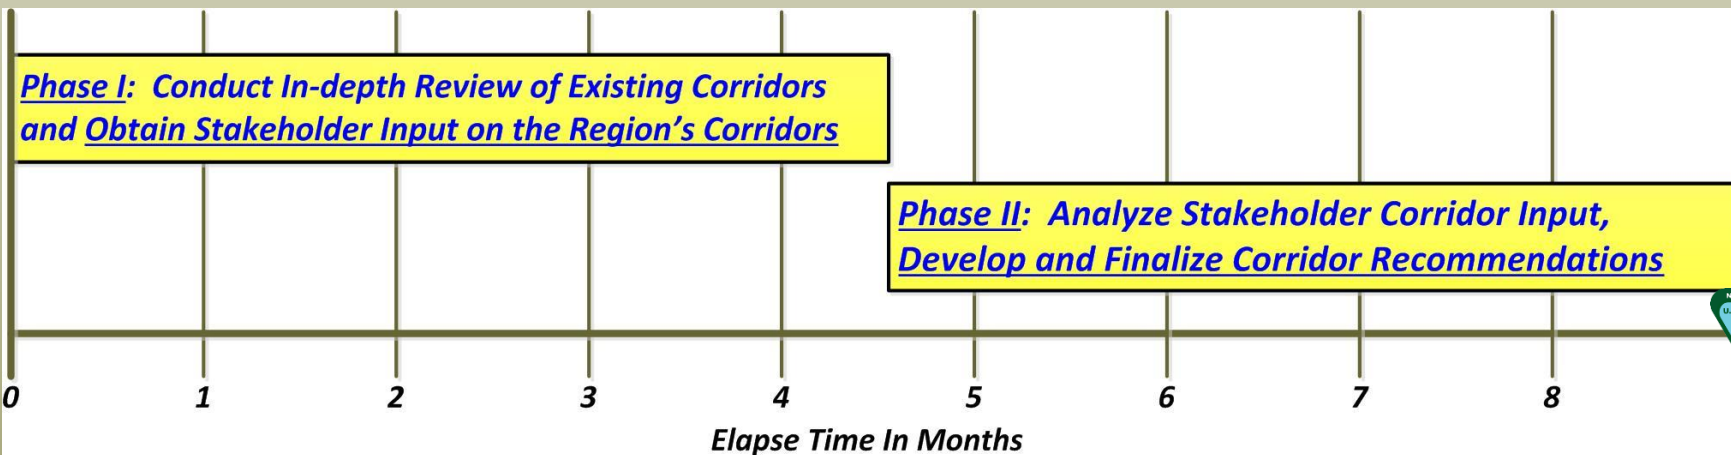 Phase I: Conduct In-depth Review of Existing Corridors
and Obtain Stakeholder Input on the Region’s Corridors
Phase II: Analyze Stakeholder Corridor Input,
Develop and Finalize Corridor Recommendations
0 1 2 3 4 5 6 7 8
Elapse Time In Months